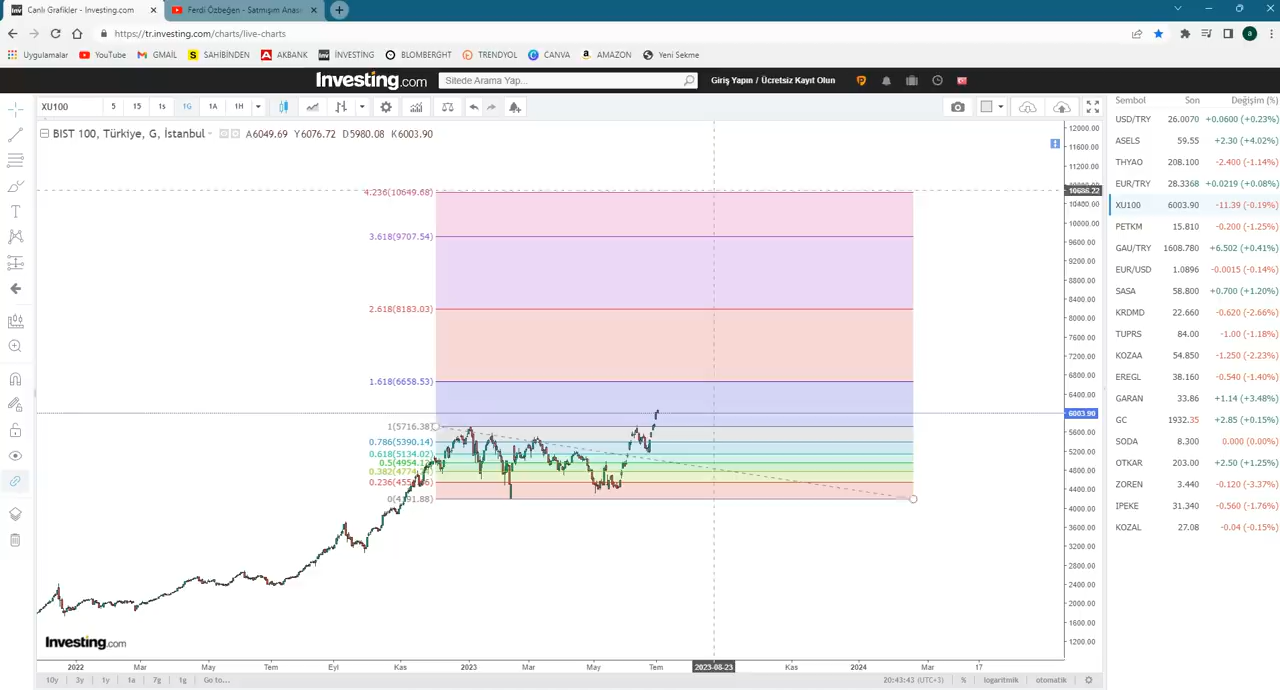 Canlı Grafikler - Investing.com
Ferdi Özbeğen - Satmışım Anası
https://tr.investing.com/charts/live-charts
a
Uygulamalar YouTube GMAİL SAHİBİNDEN AKBANK İNVESTİNG BLOMBERGHT TRENDYOL CANVA AMAZON Yeni Sekme
Investing.com Sitede Arama Yap... Giriş Yapın / Ücretsiz Kayıt Olun
XU100 5 15 1s 1G 1A 1H
Sembol Son Değişim (%)
BIST 100, Türkiye, G, İstanbul A6049.69 Y6076.72 D5980.08 K6003.90
USD/TRY 26.0070 +0.0600 (+0.23%)
ASELS 59.55 +2.30 (+4.02%)
THYAO 208.100 -2.400 (-1.14%)
EUR/TRY 28.3368 +0.0219 (+0.08%)
XU100 6003.90 -11.39 (-0.19%)
PETKM 15.810 -0.200 (-1.25%)
GAU/TRY 1608.780 +6.502 (+0.41%)
EUR/USD 1.0896 -0.0015 (-0.14%)
SASA 58.800 +0.700 (+1.20%)
KRDMD 22.660 -0.620 (-2.66%)
TUPRS 84.00 -1.00 (-1.18%)
KOZAA 54.850 -1.250 (-2.23%)
EREGL 38.160 -0.540 (-1.40%)
GARAN 33.86 +1.14 (+3.48%)
GC 1932.35 +2.85 (+0.15%)
SODA 8.300 0.000 (0.00%)
OTKAR 203.00 +2.50 (+1.25%)
ZOREN 3.440 -0.120 (-3.37%)
IPEKE 31.340 -0.560 (-1.76%)
KOZAL 27.08 -0.04 (-0.15%)
4.236(10649.68)
3.618(9707.54)
2.618(8183.03)
1.618(6658.53)
1(5716.38)
0.786(5390.14)
0.618(5134.02)
0.5(4954.13)
0.236(45
0(4191.88)
12000.00
11600.00
11200.00
10688.22
10400.00
10000.00
9600.00
9200.00
8800.00
8400.00
8000.00
7600.00
7200.00
6800.00
6400.00
6003.90
5600.00
5200.00
4800.00
4400.00
4000.00
3600.00
3200.00
2800.00
2400.00
2000.00
1600.00
1200.00
Investing.com
2022 Mar May Tem Eyl Kas 2023 Mar May Tem 2023-08-23 Kas 2024 Mar 17
10y 3y 1y 1a 7g 1g Go to... 20:43:43 (UTC+3) % logaritmik otomatik